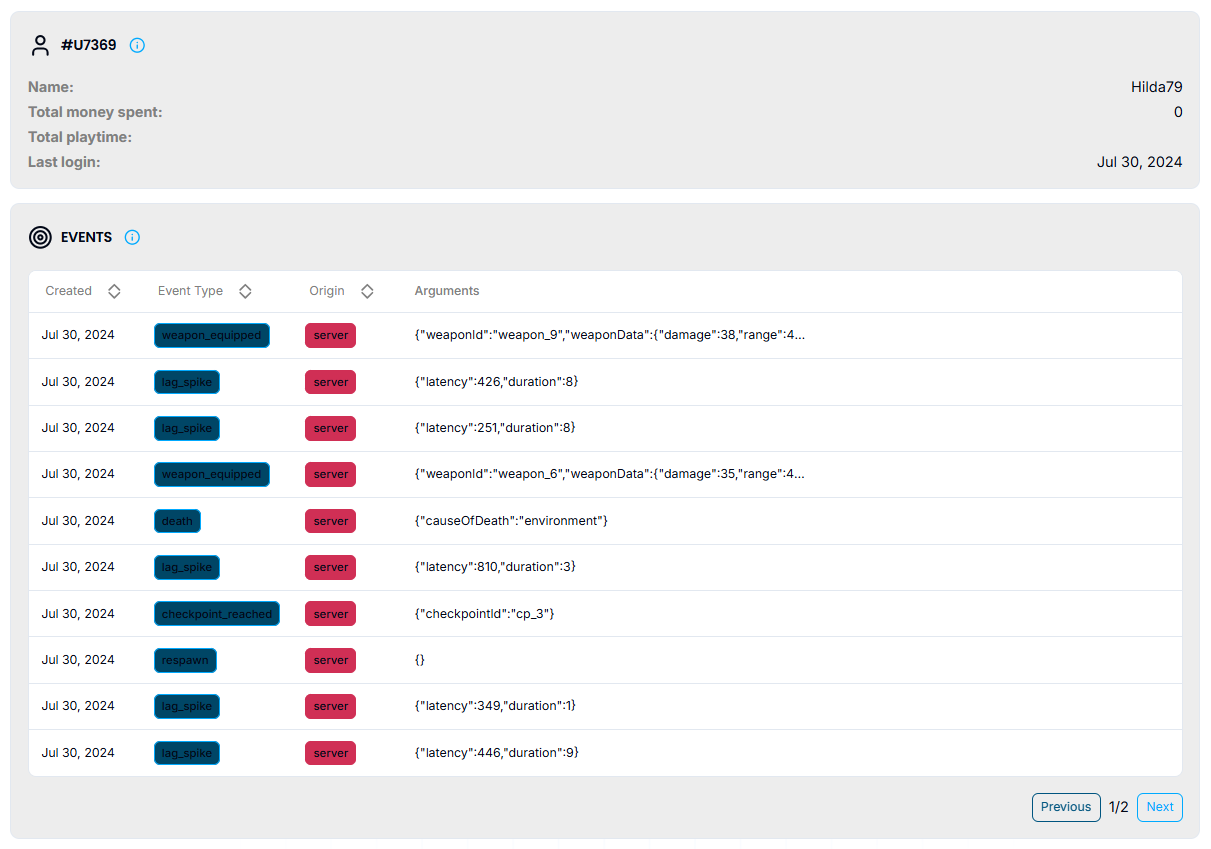 #U7369
Name: Hilda79
Total money spent: 0
Total playtime:
Last login: Jul 30, 2024
EVENTS
Created Event Type Origin Arguments
Jul 30, 2024 weapon_equipped server {"weaponId":"weapon_9","weaponData":{"damage":38,"range":4...
Jul 30, 2024 lag_spike server {"latency":426,"duration":8}
Jul 30, 2024 lag_spike server {"latency":251,"duration":8}
Jul 30, 2024 weapon_equipped server {"weaponId":"weapon_6","weaponData":{"damage":35,"range":4...
Jul 30, 2024 death server {"causeOfDeath":"environment"}
Jul 30, 2024 lag_spike server {"latency":810,"duration":3}
Jul 30, 2024 checkpoint_reached server {"checkpointId":"cp_3"}
Jul 30, 2024 respawn server {}
Jul 30, 2024 lag_spike server {"latency":349,"duration":1}
Jul 30, 2024 lag_spike server {"latency":446,"duration":9}
Previous 1/2 Next